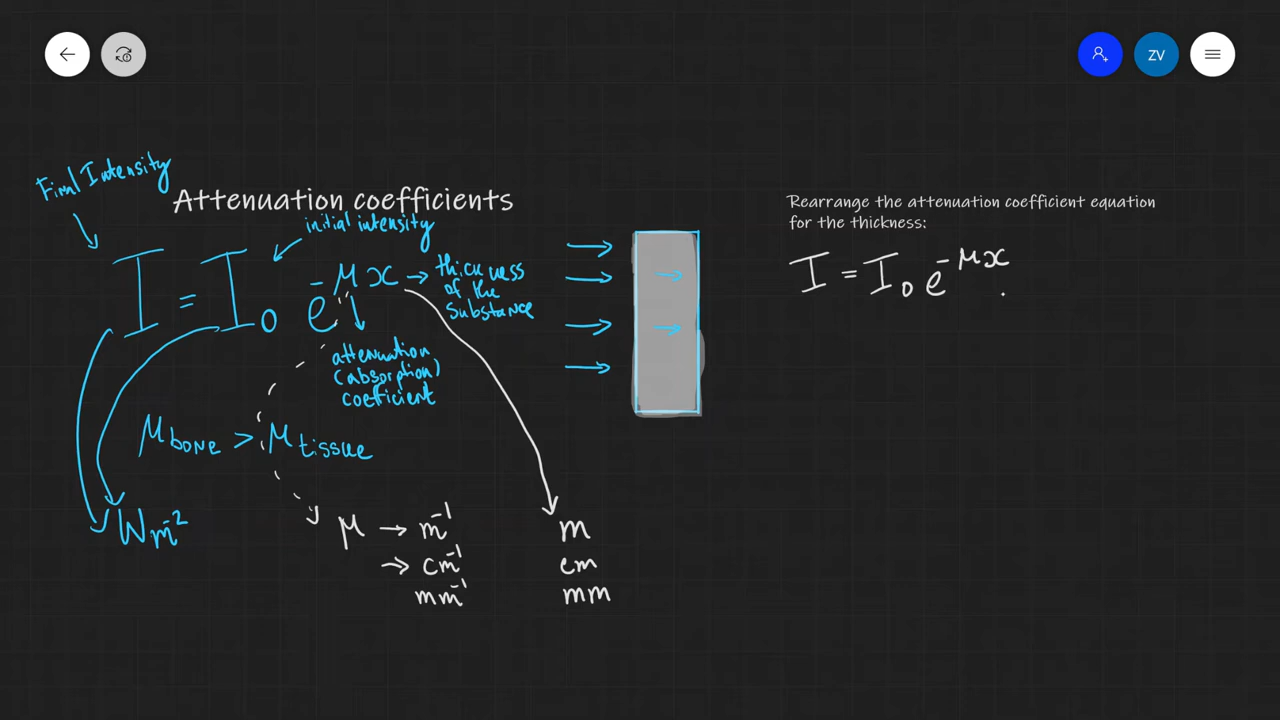 ZV
Final Intensity
Attenuation coefficients
initial intensity
I = I₀ e^-μx
thickness
of the
substance
attenuation
(absorption)
coefficient
μbone > μtissue
Wm⁻²
μ → m⁻¹
→ cm⁻¹
mm⁻¹
m
cm
mm
Rearrange the attenuation coefficient equation
for the thickness:
I = I₀ e^-μx